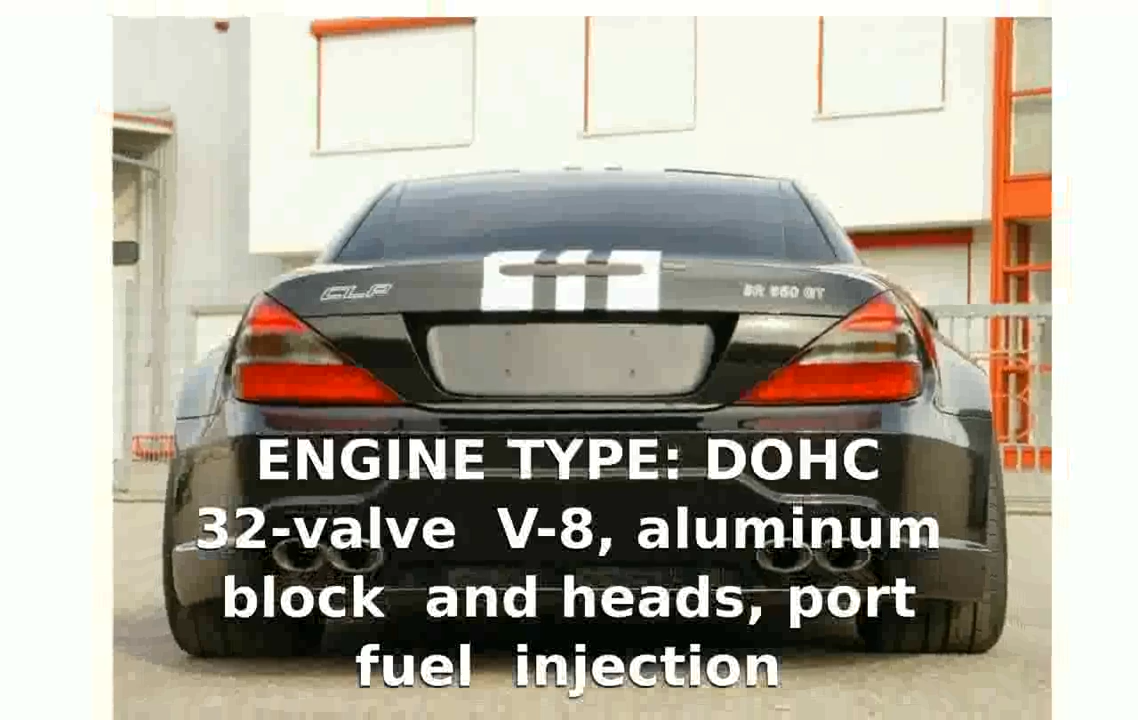 CLP
SR 560 GT
ENGINE TYPE: DOHC
32-valve V-8, aluminum
block and heads, port
fuel injection